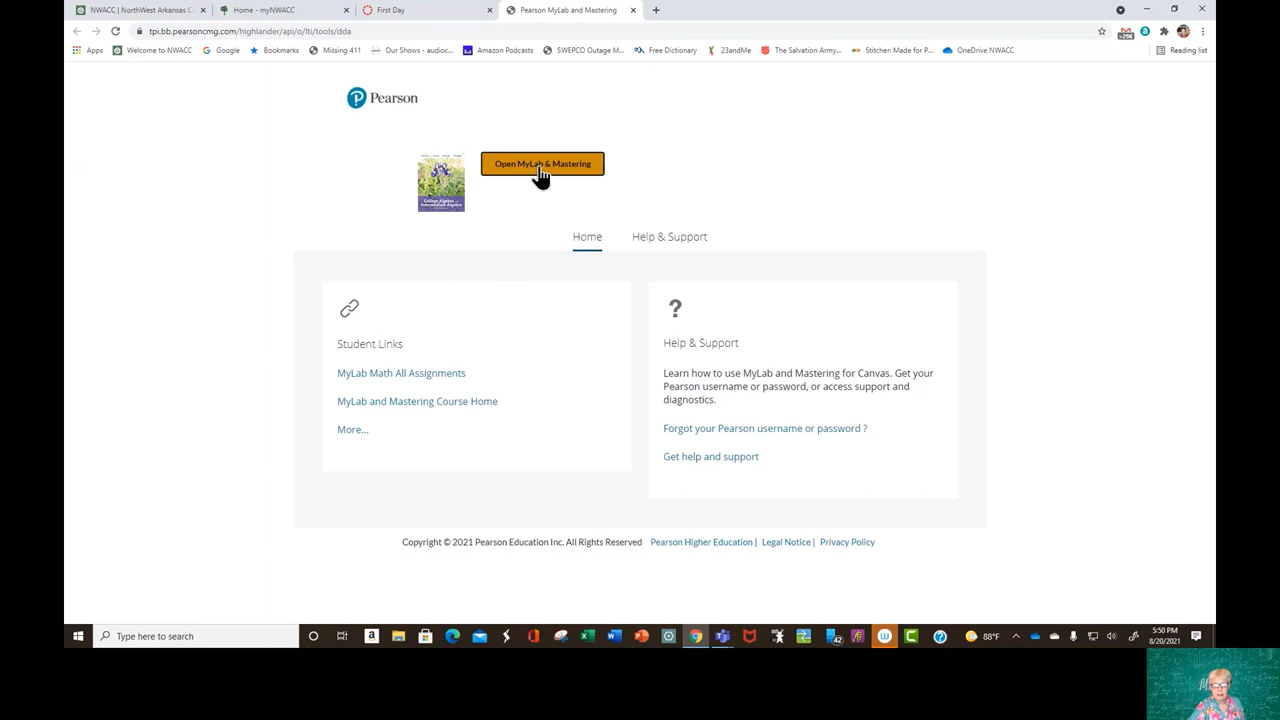 NWACC | NorthWest Arkansas C
Home - myNWACC
First Day
Pearson MyLab and Mastering
tpi.bb.pearsoncmg.com/highlander/api/o/lti/tools/dda
Apps
Welcome to NWACC
Google
Bookmarks
Missing 411
Our Shows - audioc...
Amazon Podcasts
SWEPCO Outage M...
Free Dictionary
23andMe
The Salvation Army...
Stitcher: Made for P...
OneDrive NWACC
Reading list
Pearson
Open MyLab & Mastering
College Algebra
Intermediate Algebra
Home
Help & Support
Student Links
MyLab Math All Assignments
MyLab and Mastering Course Home
More...
?
Help & Support
Learn how to use MyLab and Mastering for Canvas. Get your
Pearson username or password, or access support and
diagnostics.
Forgot your Pearson username or password ?
Get help and support
Copyright © 2021 Pearson Education Inc. All Rights Reserved Pearson Higher Education | Legal Notice | Privacy Policy
Type here to search
42
88°F
5:50 PM
8/20/2021